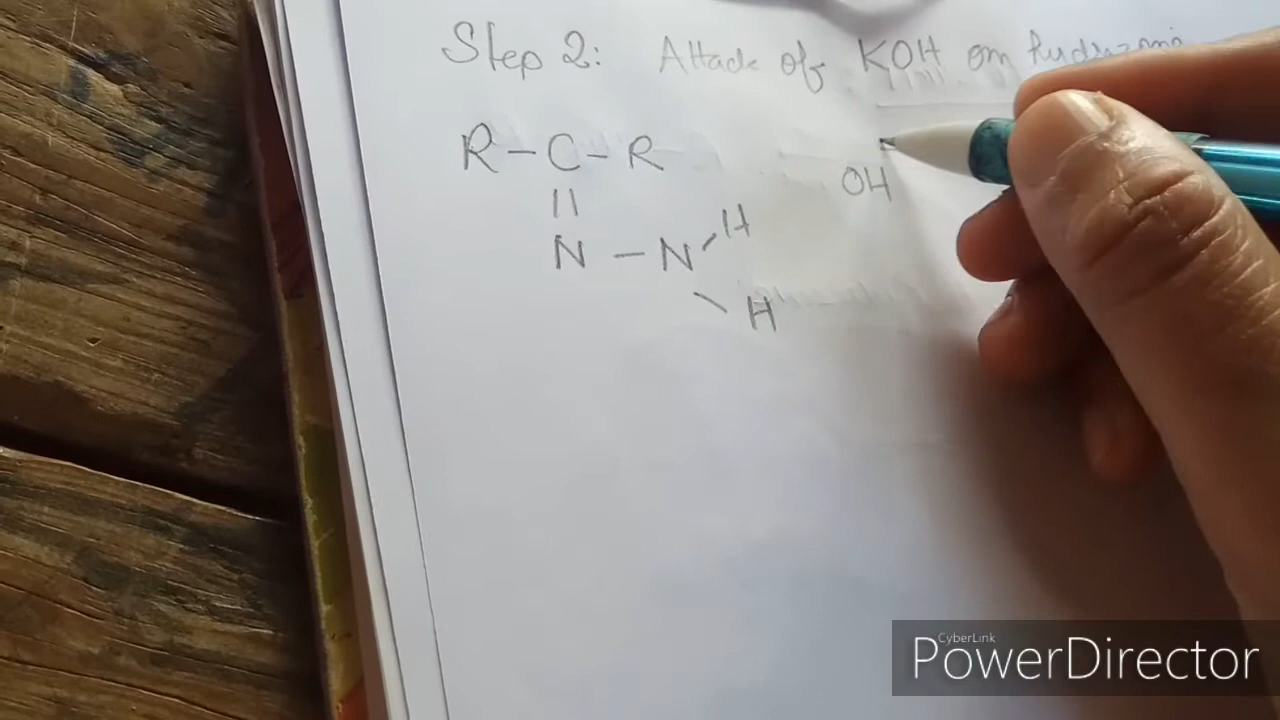 Step 2: Attack of KOH on
R - C - R
OH
||
H
N - N
H
CyberLink
PowerDirector